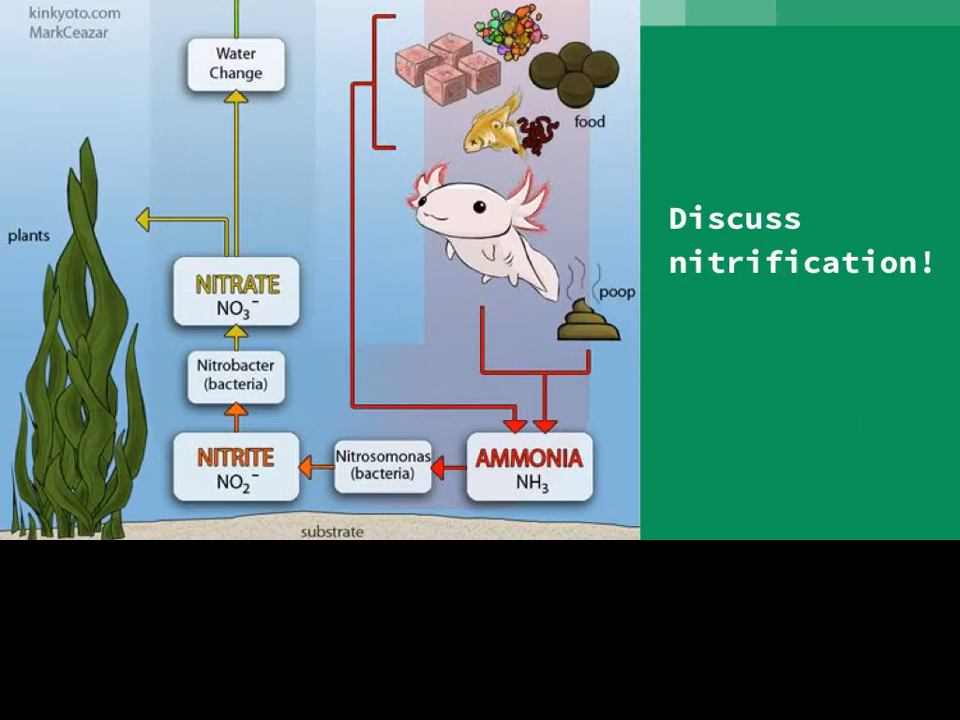 kinkyoto.com
MarkCeazar
Water
Change
food
plants
NITRATE
NO₃⁻
poop
Nitrobacter
(bacteria)
NITRITE
NO₂⁻
Nitrosomonas
(bacteria)
AMMONIA
NH₃
substrate
Discuss
nitrification!